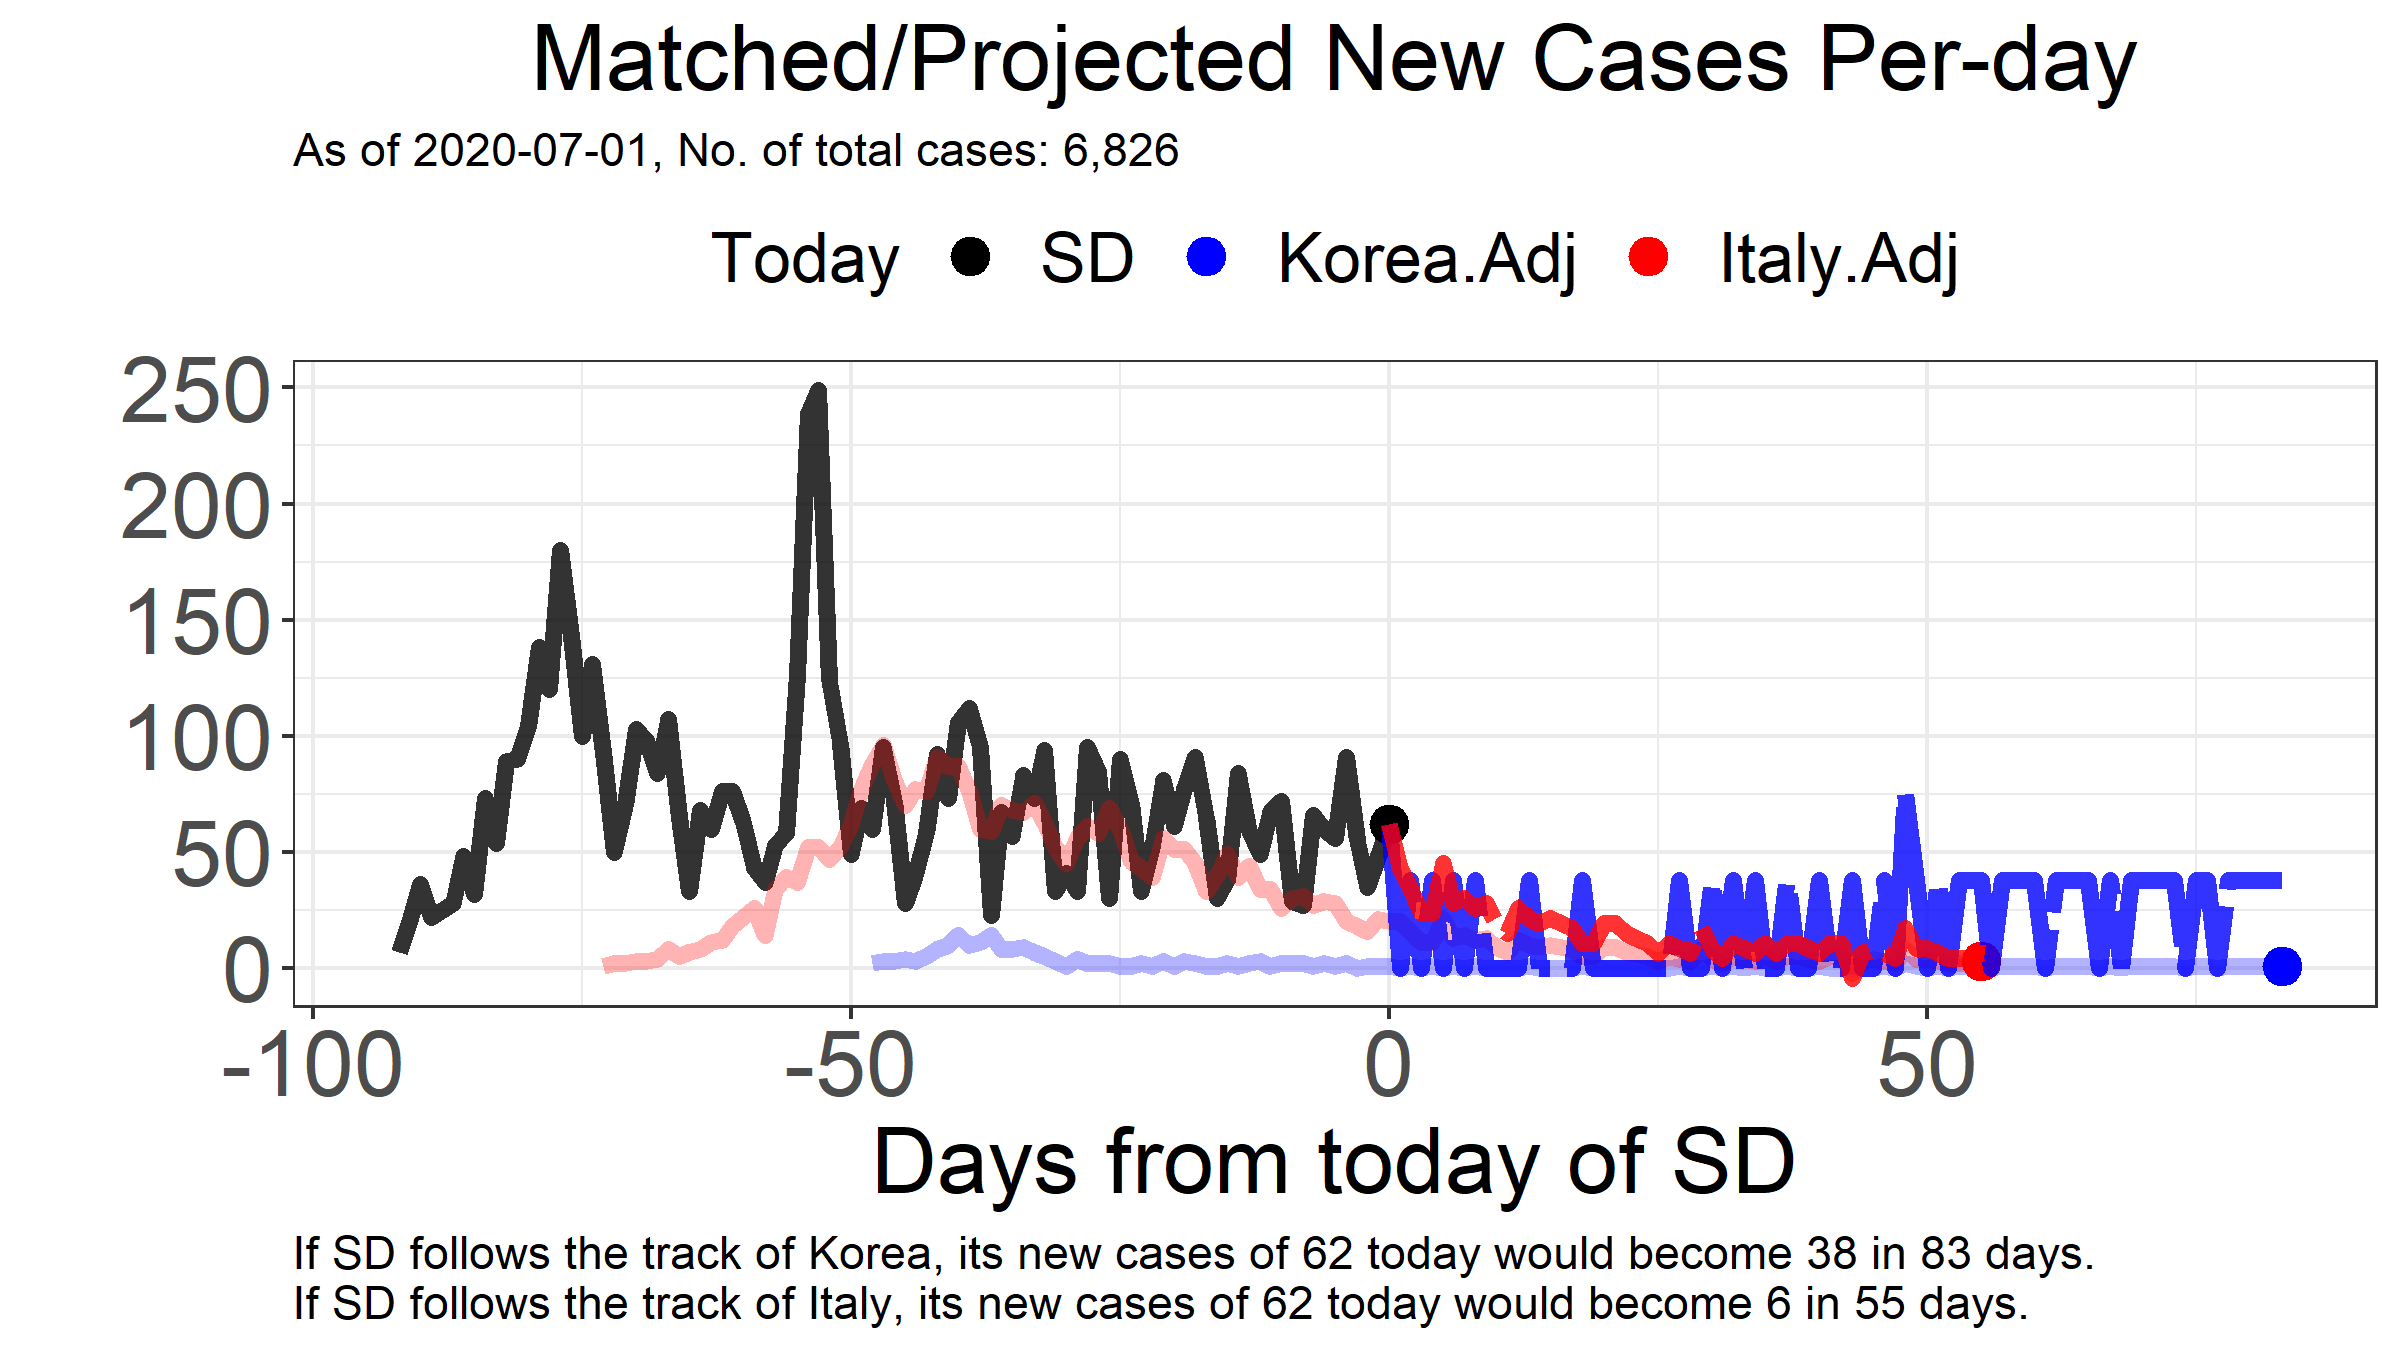 Matched/Projected New Cases Per-day
As of 2020-07-01, No. of total cases: 6,826
Today SD Korea.Adj Italy.Adj
250
200
150
100
50
0
-100 -50 0 50
Days from today of SD
If SD follows the track of Korea, its new cases of 62 today would become 38 in 83 days.
If SD follows the track of Italy, its new cases of 62 today would become 6 in 55 days.